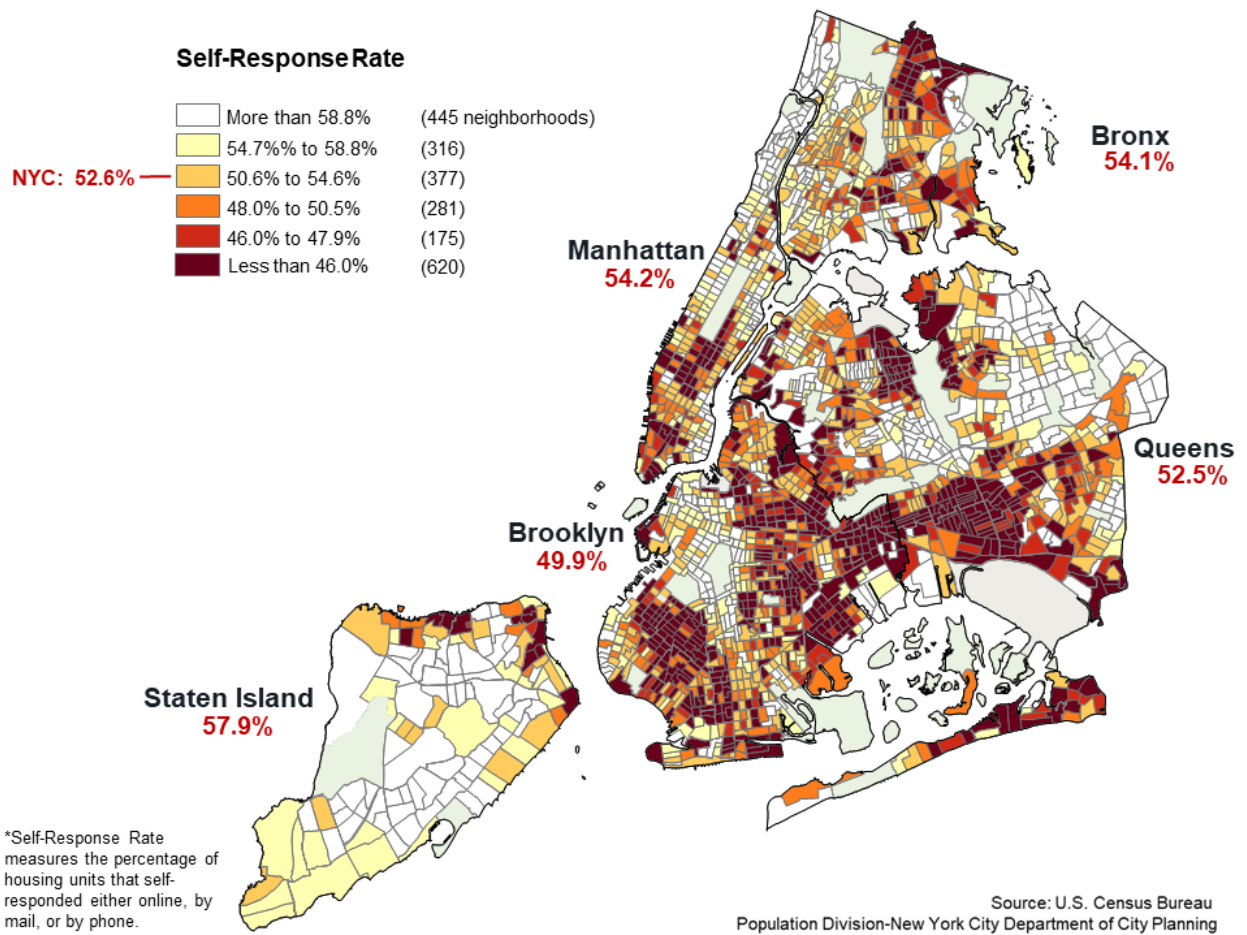 Self-Response Rate
More than 58.8% (445 neighborhoods)
54.7%% to 58.8% (316)
NYC: 52.6% 50.6% to 54.6% (377)
48.0% to 50.5% (281)
46.0% to 47.9% (175)
Less than 46.0% (620)
Bronx
54.1%
Manhattan
54.2%
Queens
52.5%
Brooklyn
49.9%
Staten Island
57.9%
*Self-Response Rate
measures the percentage of
housing units that self-
responded either online, by
mail, or by phone.
Source: U.S. Census Bureau
Population Division-New York City Department of City Planning